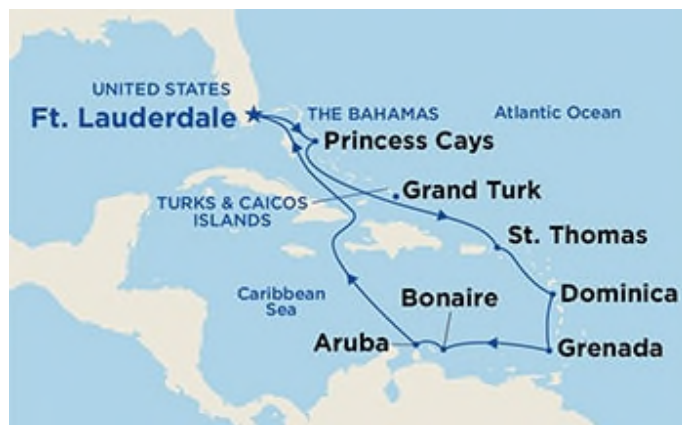 UNITED STATES
Ft. Lauderdale
THE BAHAMAS
Atlantic Ocean
Princess Cays
Grand Turk
TURKS & CAICOS
ISLANDS
St. Thomas
Caribbean
Sea
Bonaire
Dominica
Aruba
Grenada